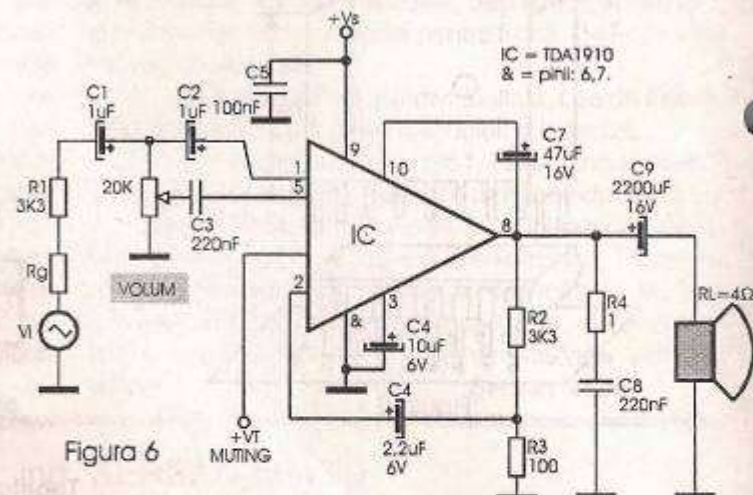 +Vs
IC = TDA1910
& = pinii: 6,7.
C5
100nF
C1
1uF
C2
1uF
C7
47uF
16V
C9
2200uF
16V
9
10
1
5
8
2
3
&
IC
R1
3K3
20K
C3
220nF
Rg
VOLUM
VI
C4
10uF
6V
R2
3K3
R4
1
RL=4Ω
C8
220nF
C4
2,2uF
6V
R3
100
+VT
MUTING
Figura 6